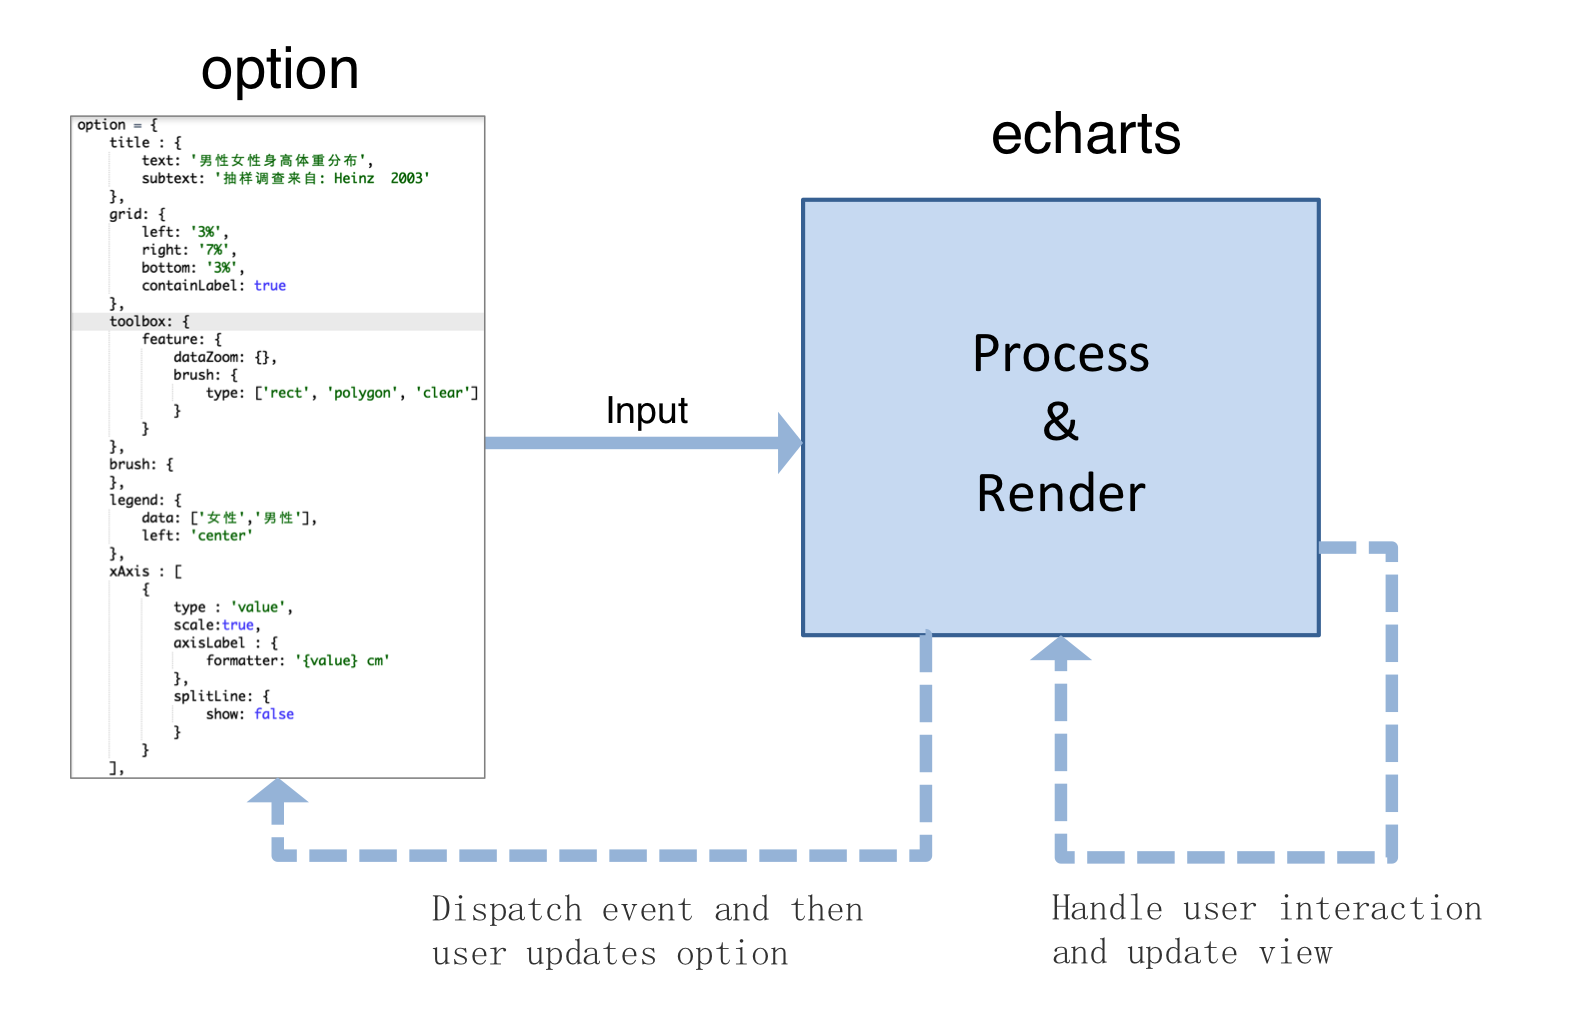 option
option = {
title : {
text: '男性女性身高体重分布',
subtext: '抽样调查来自: Heinz  2003'
},
grid: {
left: '3%',
right: '7%',
bottom: '3%',
containLabel: true
},
toolbox: {
feature: {
dataZoom: {},
brush: {
type: ['rect', 'polygon', 'clear']
}
}
},
brush: {
},
legend: {
data: ['女性','男性'],
left: 'center'
},
xAxis : [
{
type : 'value',
scale:true,
axisLabel : {
formatter: '{value} cm'
},
splitLine: {
show: false
}
}
],
Input
echarts
Process
&
Render
Dispatch event and then
user updates option
Handle user interaction
and update view